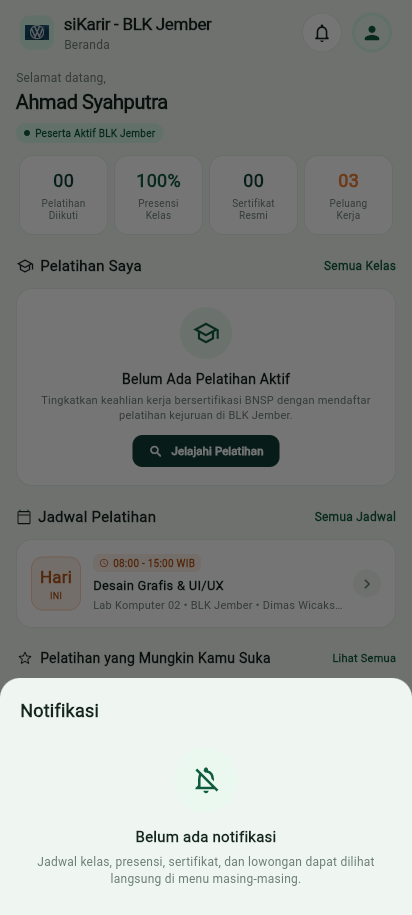 siKarir - BLK Jember
Beranda
Selamat datang,
Ahmad Syahputra
Peserta Aktif BLK Jember
00
Pelatihan
Diikuti
100%
Presensi
Kelas
00
Sertifikat
Resmi
03
Peluang
Kerja
Pelatihan Saya
Semua Kelas
Belum Ada Pelatihan Aktif
Tingkatkan keahlian kerja bersertifikasi BNSP dengan mendaftar
pelatihan kejuruan di BLK Jember.
Jelajahi Pelatihan
Jadwal Pelatihan
Semua Jadwal
Hari
INI
08:00 - 15:00 WIB
Desain Grafis & UI/UX
Lab Komputer 02 • BLK Jember • Dimas Wicaks...
Pelatihan yang Mungkin Kamu Suka
Lihat Semua
Notifikasi
Belum ada notifikasi
Jadwal kelas, presensi, sertifikat, dan lowongan dapat dilihat
langsung di menu masing-masing.